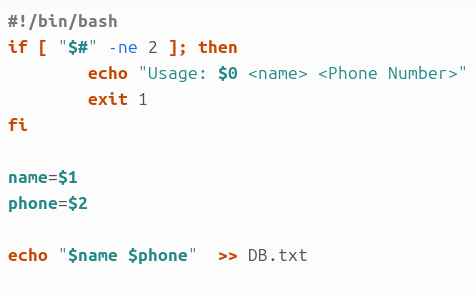 #!/bin/bash
if [ "$#" -ne 2 ]; then
        echo "Usage: $0 <name> <Phone Number>"
        exit 1
fi

name=$1
phone=$2

echo "$name $phone"  >> DB.txt